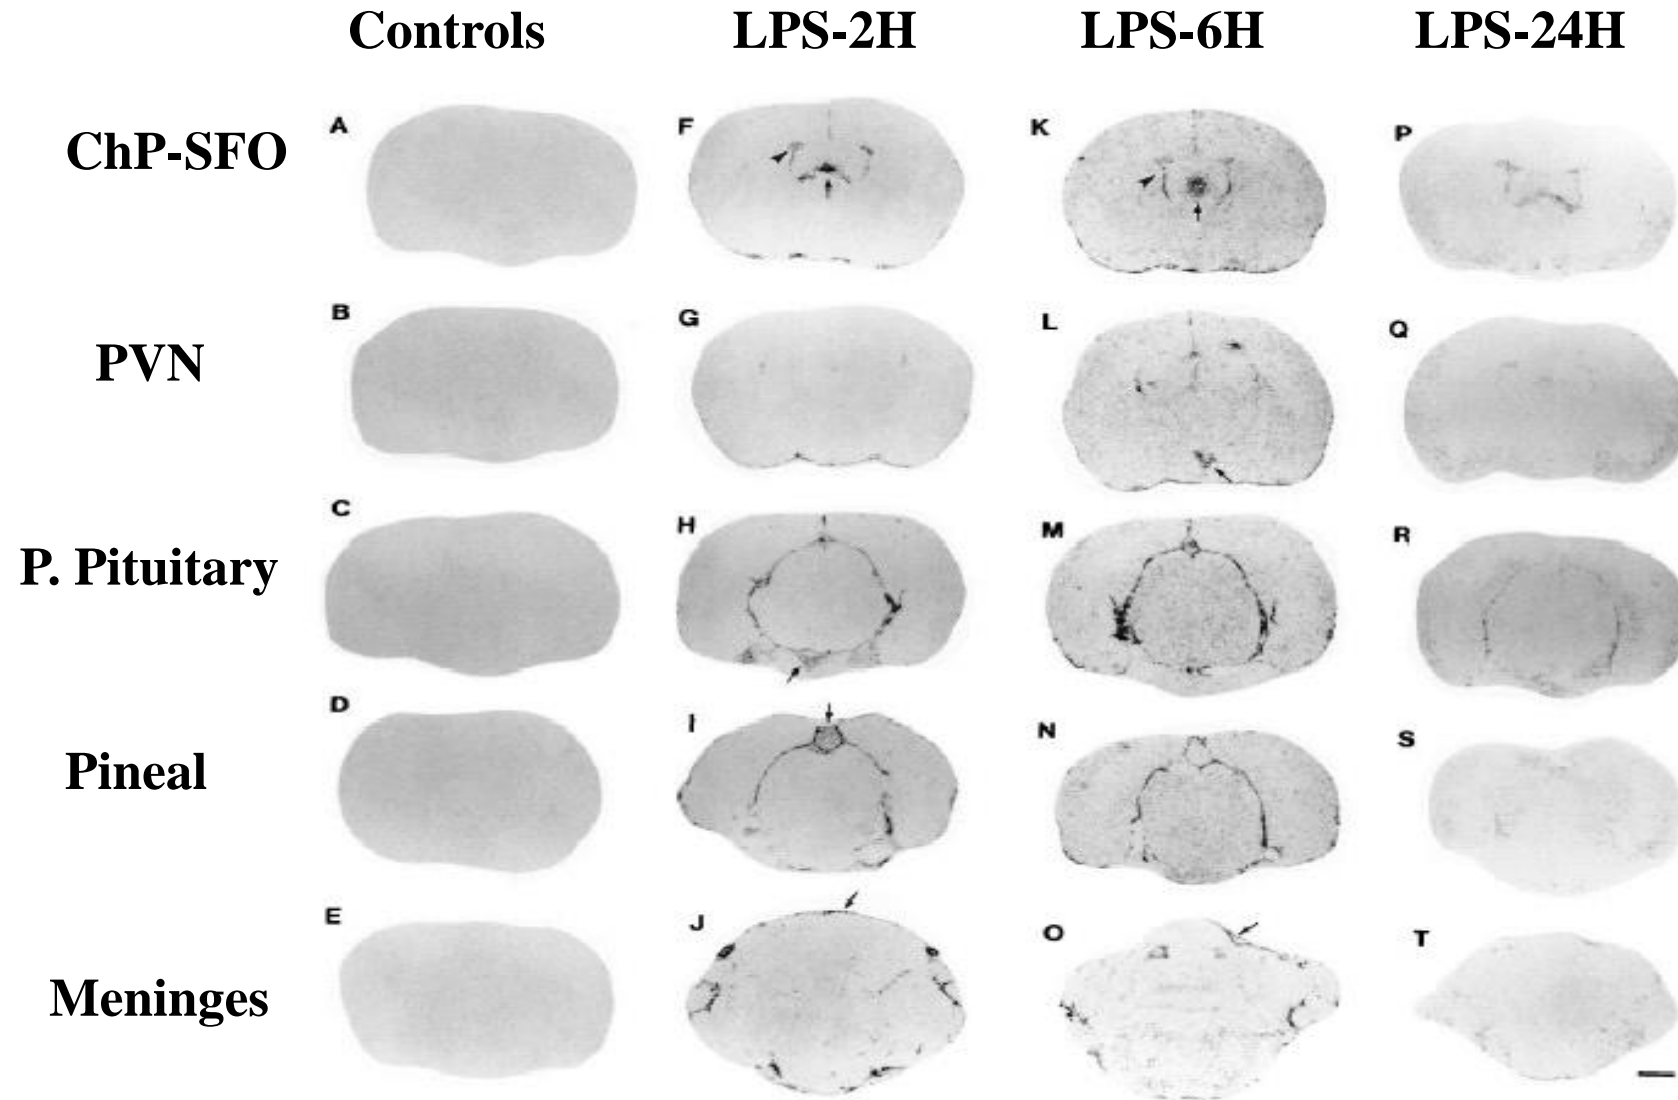 Controls LPS-2H LPS-6H LPS-24H
ChP-SFO A F K P
PVN B G L Q
P. Pituitary C H M R
Pineal D I N S
Meninges E J O T